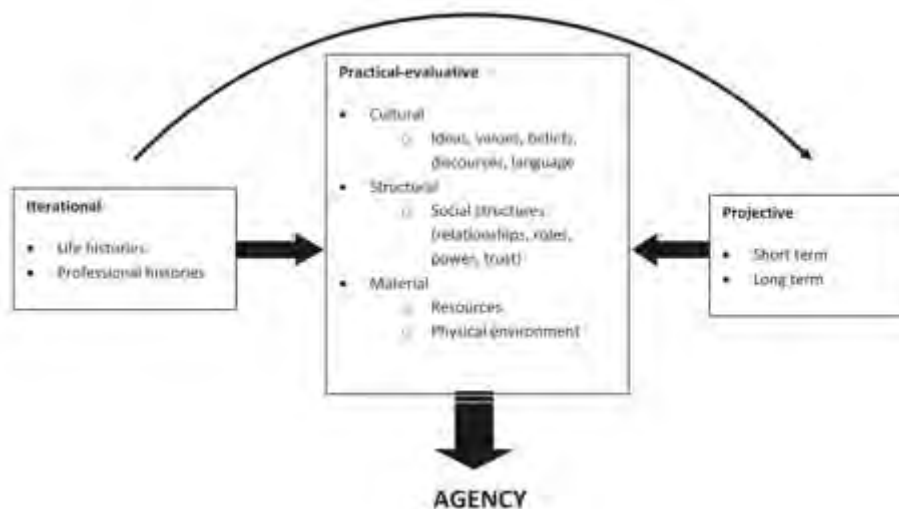 Practical-evaluative
• Cultural
○ Ideas, values, beliefs,
discourses, language
• Structural
○ Social structures
(relationships, roles,
power, trust)
• Material
○ Resources
○ Physical environment
Iterational
• Life histories
• Professional histories
Projective
• Short term
• Long term
AGENCY